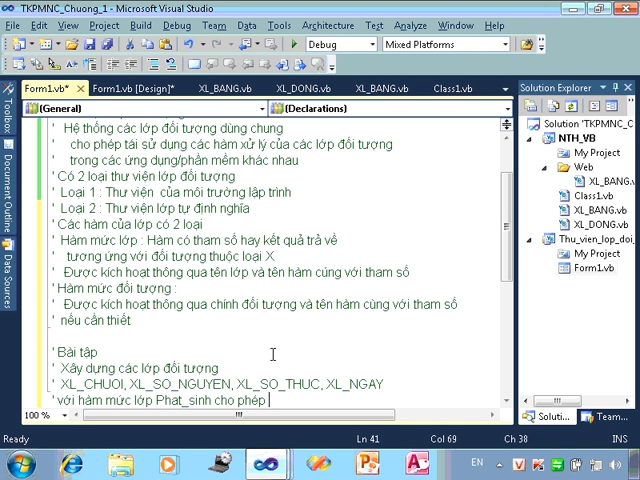 TKPMNC_Chuong_1 - Microsoft Visual Studio
File Edit View Project Build Debug Team Data Tools
Architecture Test Analyze Window Help
Debug Mixed Platforms
Form1.vb* Form1.vb [Design]* XL_BANG.vb XL_DONG.vb XL_BANG.vb Class1.vb
(General) (Declarations)
' Hệ thống các lớp đối tượng dùng chung
' cho phép tái sử dụng các hàm xử lý của các lớp đối tượng
' trong các ứng dụng/phần mềm khác nhau
' Có 2 loại thư viện lớp đối tượng
' Loại 1 : Thư viện của môi trường lập trình
' Loại 2 : Thư viện lớp tự định nghĩa
' Các hàm của lớp có 2 loại
' Hàm mức lớp : Hàm có tham số hay kết quả trả về
' tương ứng với đối tượng thuộc loại X
' Được kích hoạt thông qua tên lớp và tên hàm cúng với tham số
' Hàm mức đối tượng :
' Được kích hoạt thông qua chính đối tượng và tên hàm cùng với tham số
' nếu cần thiết
' Bài tập
' Xây dựng các lớp đối tượng
' XL_CHUOI, XL_SO_NGUYEN, XL_SO_THUC, XL_NGAY
' với hàm mức lớp Phat_sinh cho phép
100 %
Toolbox
Document Outline
Data Sources
Solution Explorer
Solution "TKPMNC_C
NTH_VB
My Project
Web
XL_BANG.v
Class1.vb
XL_BANG.vb
XL_DONG.vb
Thu_vien_lop_doi_
My Project
Form1.vb
Soluti... Team...
Ready Ln 41 Col 69 Ch 38 INS
EN